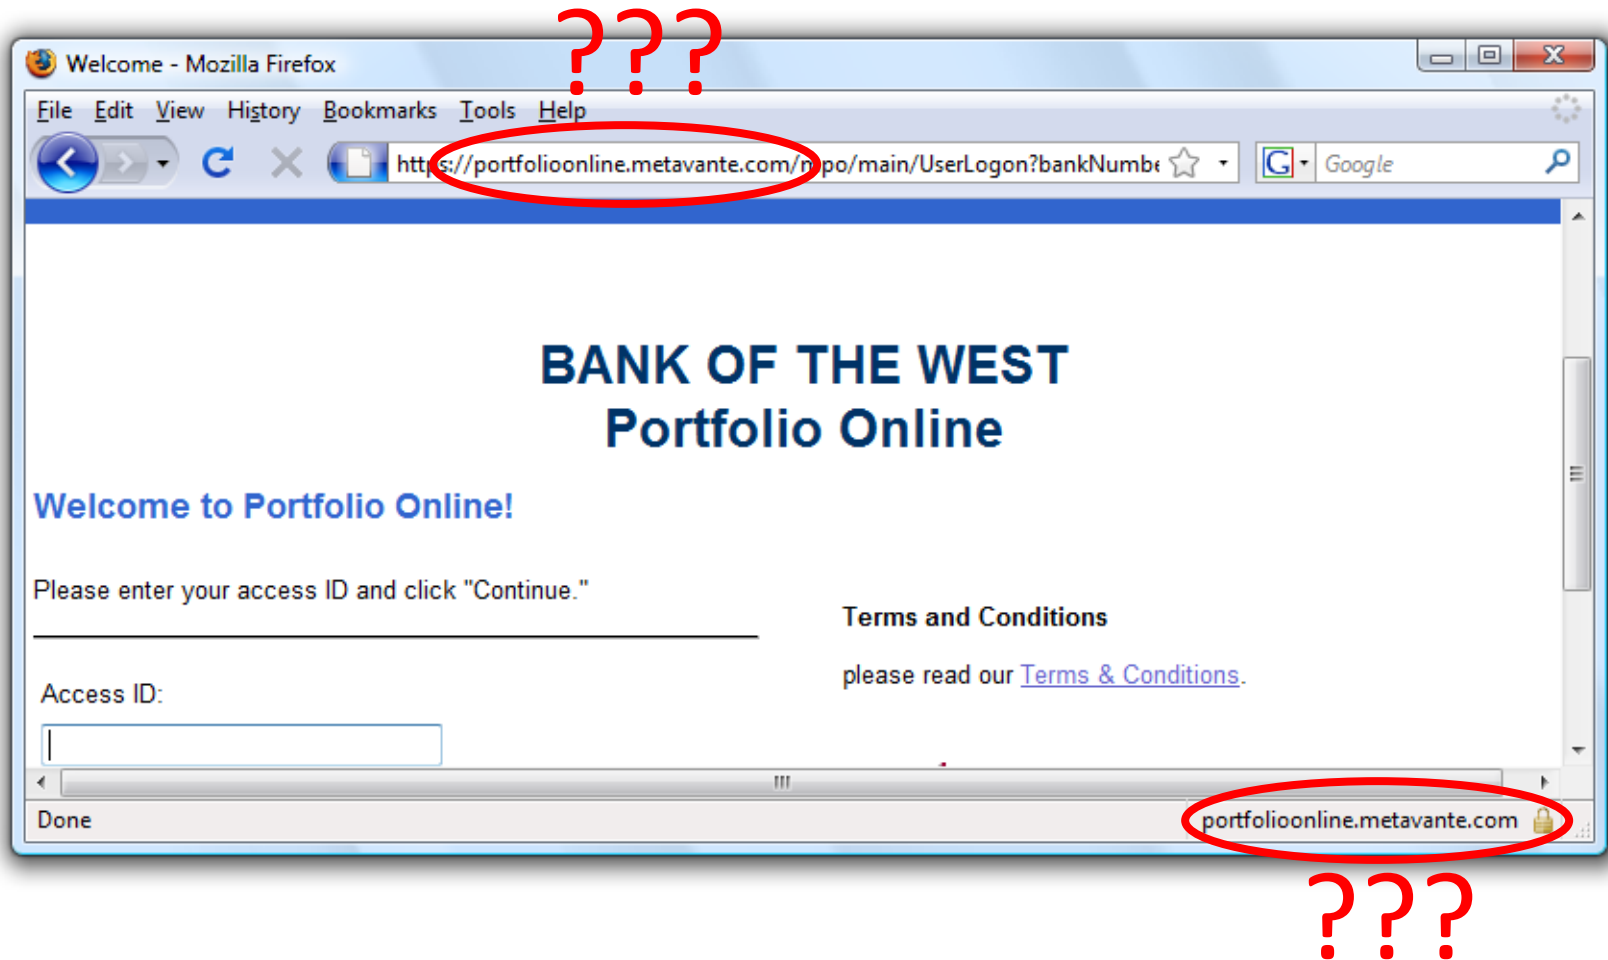 ???
Welcome - Mozilla Firefox
File Edit View History Bookmarks Tools Help
https://portfolioonline.metavante.com/mpo/main/UserLogon?bankNumbe
G Google
BANK OF THE WEST
Portfolio Online
Welcome to Portfolio Online!
Please enter your access ID and click "Continue."
Terms and Conditions
please read our Terms & Conditions.
Access ID:
Done
portfolioonline.metavante.com
???